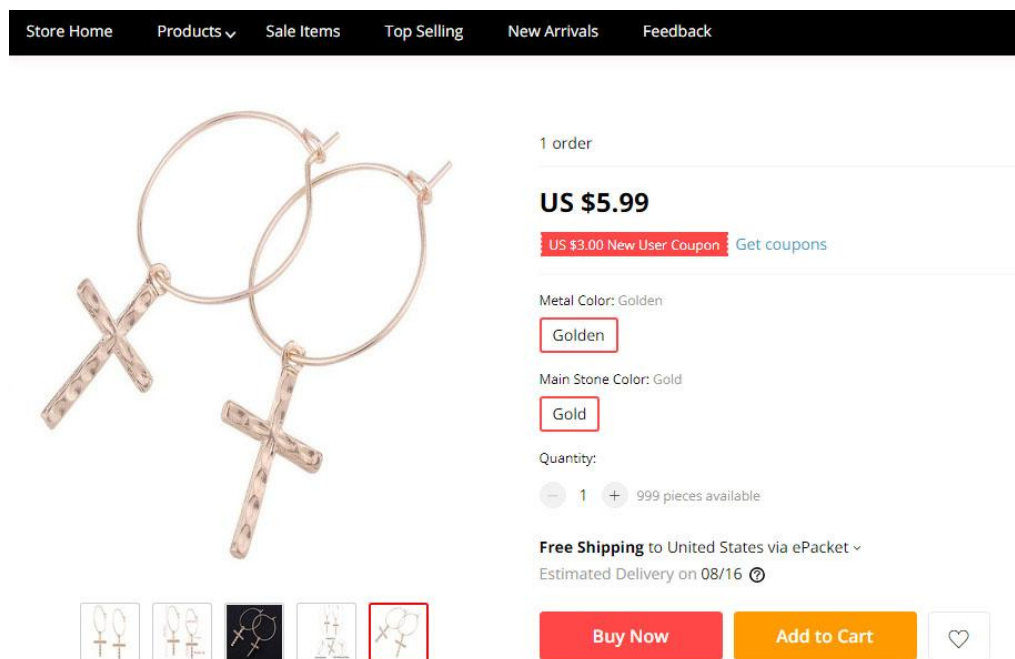 Store Home Products Sale Items Top Selling New Arrivals Feedback
1 order
US $5.99
US $3.00 New User Coupon Get coupons
Metal Color: Golden
Golden
Main Stone Color: Gold
Gold
Quantity:
− 1 + 999 pieces available
Free Shipping to United States via ePacket
Estimated Delivery on 08/16 ?
Buy Now Add to Cart